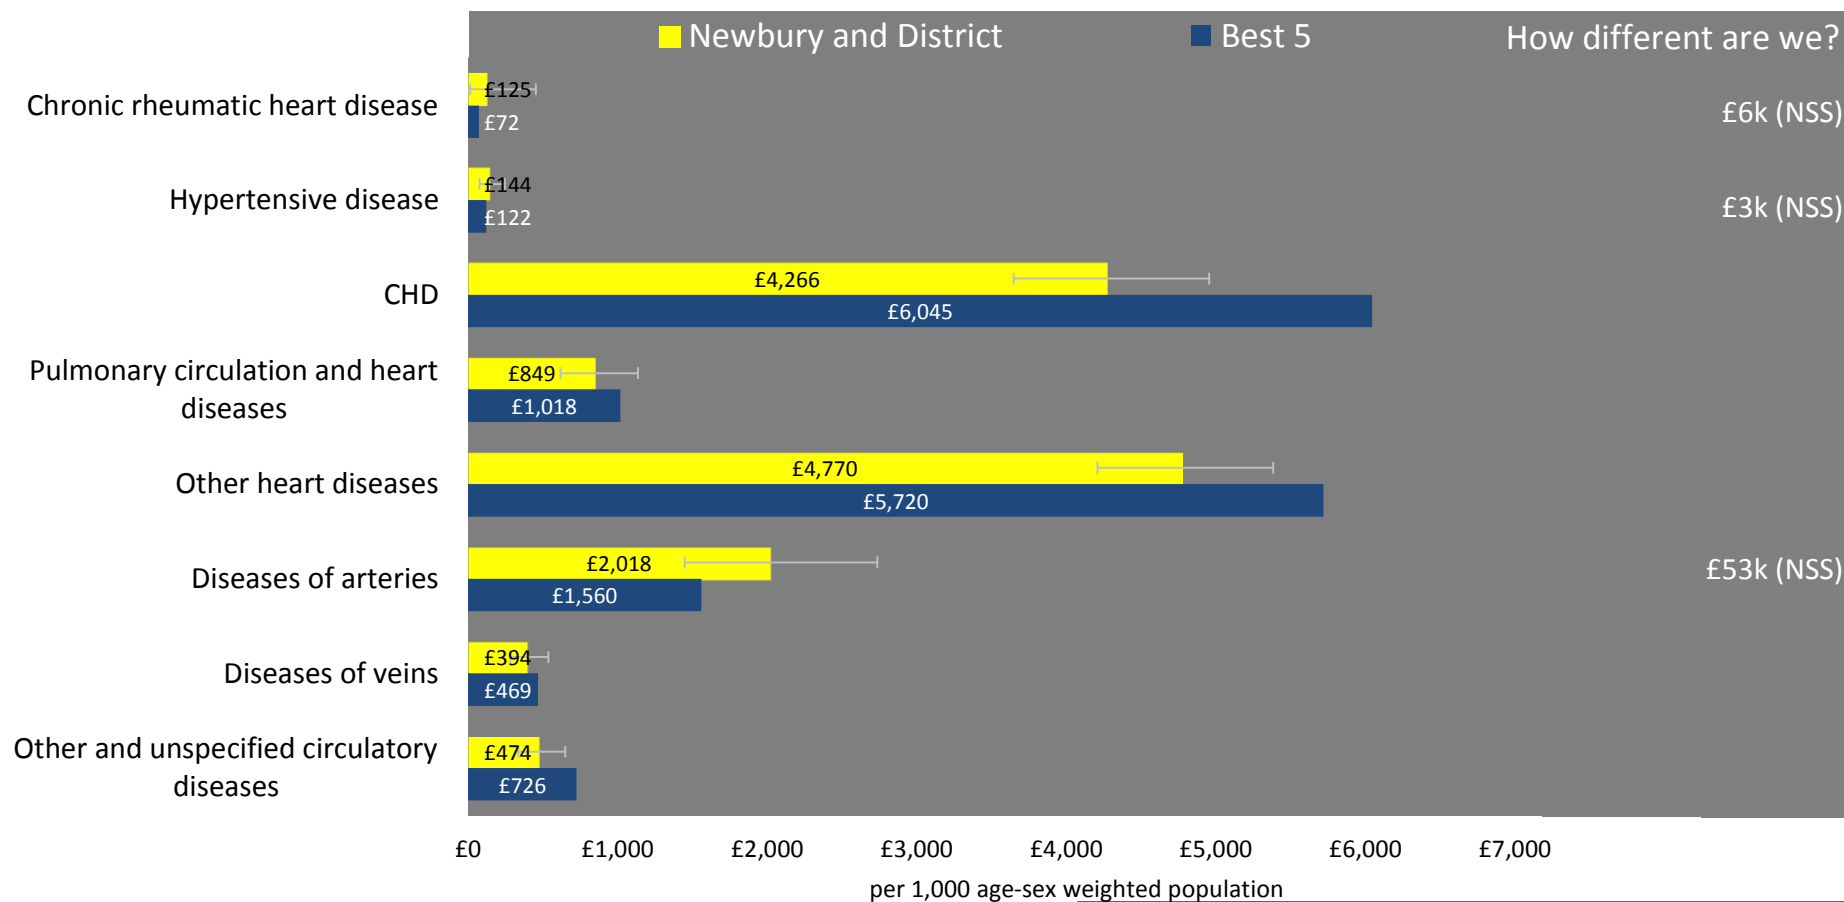 Newbury and District Best 5 How different are we?
Chronic rheumatic heart disease £125 £72 £6k (NSS)
Hypertensive disease £144 £122 £3k (NSS)
CHD £4,266 £6,045
Pulmonary circulation and heart
diseases £849 £1,018
Other heart diseases £4,770 £5,720
Diseases of arteries £2,018 £1,560 £53k (NSS)
Diseases of veins £394 £469
Other and unspecified circulatory
diseases £474 £726
£0 £1,000 £2,000 £3,000 £4,000 £5,000 £6,000 £7,000
per 1,000 age-sex weighted population